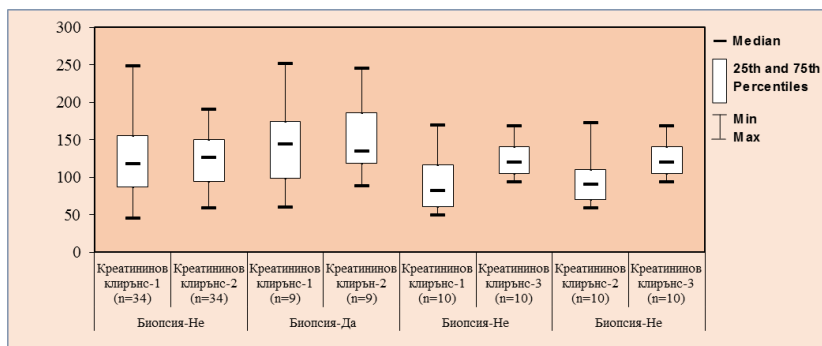 300
250
200
150
100
50
0
Median
25th and 75th
Percentiles
Min
Max
Креатининов Креатининов Креатининов Креатининов Креатининов Креатининов Креатининов Креатининов
клирънс-1 клирънс-2 клирънс-1 клирън-2 клирънс-1 клирънс-3 клирънс-2 клирънс-3
(n=34) (n=34) (n=9) (n=9) (n=10) (n=10) (n=10) (n=10)
Биопсия-Не Биопсия-Да Биопсия-Не Биопсия-Не